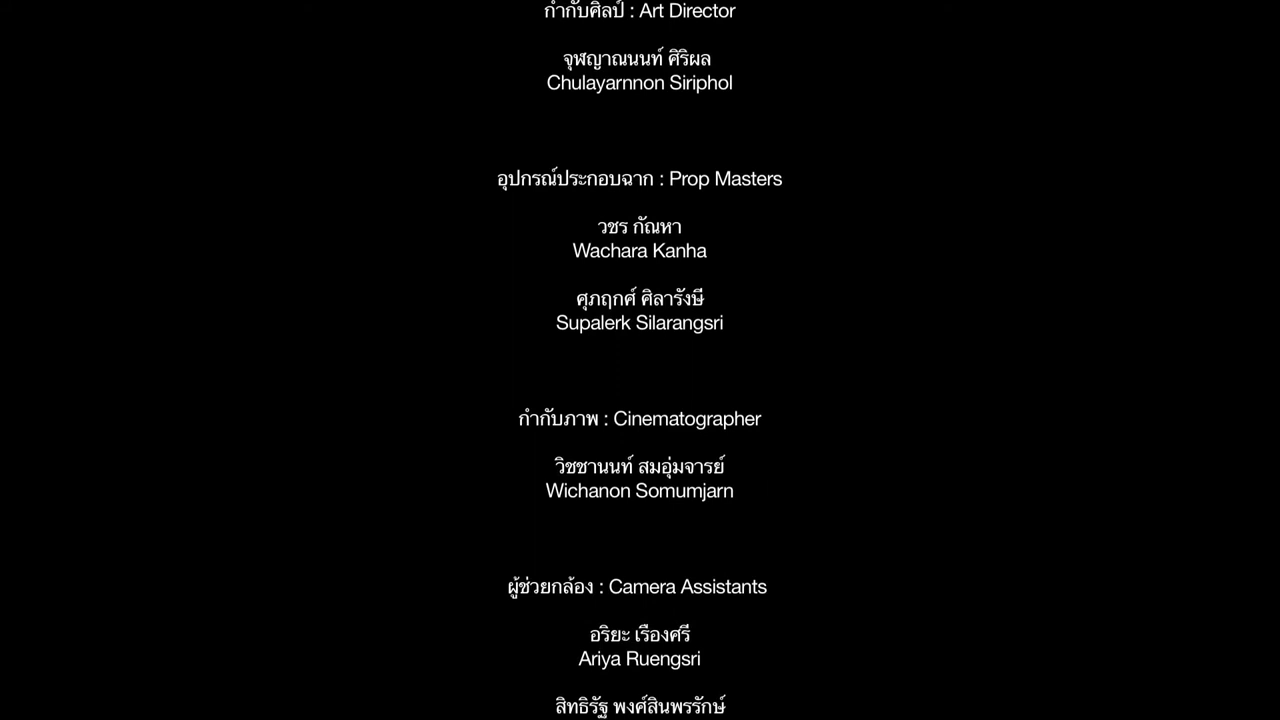 กำกับศิลป์ : Art Director
จุฬญาณนนท์ ศิริผล
Chulayarnnon Siriphol
อุปกรณ์ประกอบฉาก : Prop Masters
วชร กัณหา
Wachara Kanha
ศุภฤกศ์ ศิลารังษี
Supalerk Silarangsri
กำกับภาพ : Cinematographer
วิชชานนท์ สมอุ่มจารย์
Wichanon Somumjarn
ผู้ช่วยกล้อง : Camera Assistants
อริยะ เรืองศรี
Ariya Ruengsri
สิทธิรัฐ พงศ์สินพรรักษ์